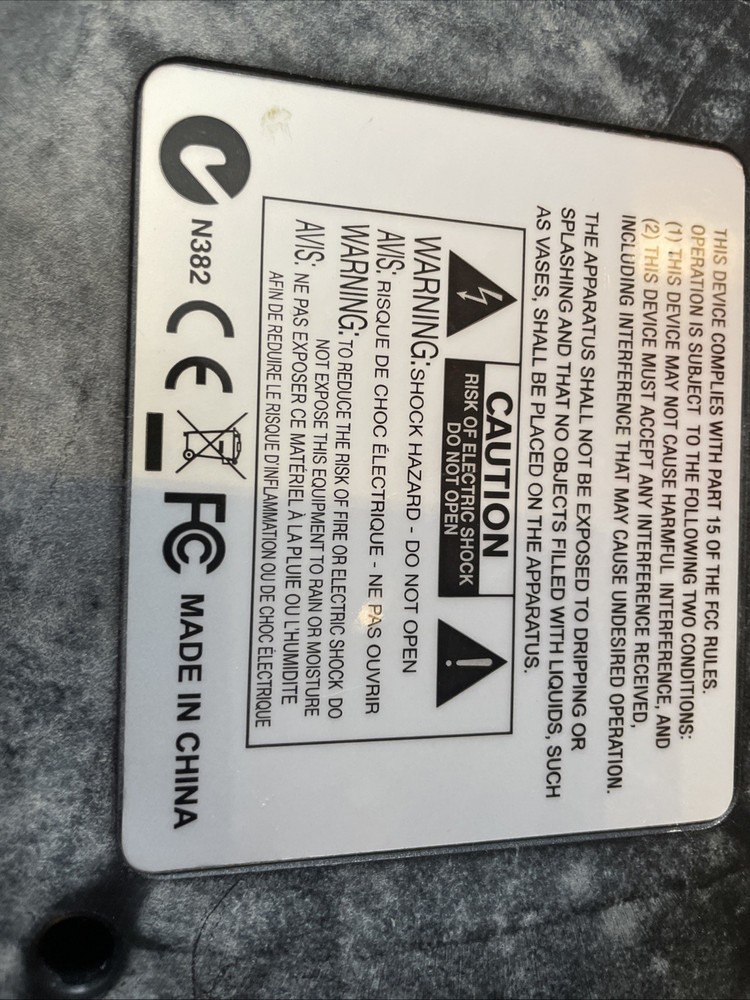 THIS DEVICE COMPLIES WITH PART 15 OF THE FCC RULES.
OPERATION IS SUBJECT TO THE FOLLOWING TWO CONDITIONS:
(1) THIS DEVICE MAY NOT CAUSE HARMFUL INTERFERENCE, AND
(2) THIS DEVICE MUST ACCEPT ANY INTERFERENCE RECEIVED,
INCLUDING INTERFERENCE THAT MAY CAUSE UNDESIRED OPERATION.
THE APPARATUS SHALL NOT BE EXPOSED TO DRIPPING OR
SPLASHING AND THAT NO OBJECTS FILLED WITH LIQUIDS, SUCH
AS VASES, SHALL BE PLACED ON THE APPARATUS.
CAUTION
RISK OF ELECTRIC SHOCK
DO NOT OPEN
WARNING: SHOCK HAZARD - DO NOT OPEN
AVIS: RISQUE DE CHOC ÉLECTRIQUE - NE PAS OUVRIR
WARNING: TO REDUCE THE RISK OF FIRE OR ELECTRIC SHOCK DO
NOT EXPOSE THIS EQUIPMENT TO RAIN OR MOISTURE
AVIS: NE PAS EXPOSER CE MATÉRIEL À LA PLUIE OU L'HUMIDITE
AFIN DE REDUIRE LE RISQUE D'INFLAMMATION OU DE CHOC ÉLECTRIQUE
N382 CE FC MADE IN CHINA